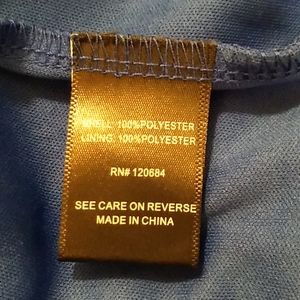 SHELL: 100%POLYESTER
LINING: 100%POLYESTER
RN# 120684
SEE CARE ON REVERSE
MADE IN CHINA